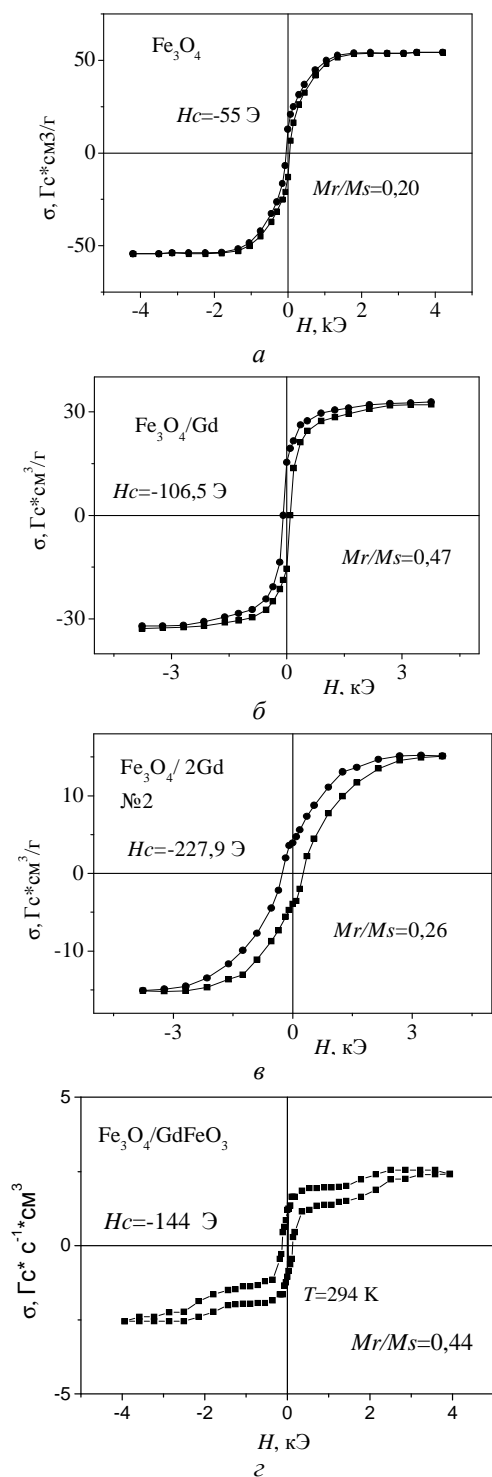 Fe₃O₄
Hc=-55 Э
Mr/Ms=0,20
σ, Гс*см3/г
50
0
-50
-4 -2 0 2 4
H, kЭ
а
Fe₃O₄/Gd
Hc=-106,5 Э
Mr/Ms=0,47
σ, Гс*см³/г
30
0
-30
-3 0 3
H, кЭ
б
Fe₃O₄/ 2Gd
№2
Hc=-227,9 Э
Mr/Ms=0,26
σ, Гс*см³/г
15
0
-15
-3 0 3
H, кЭ
в
Fe₃O₄/GdFeO₃
Hc=-144 Э
T=294 K
Mr/Ms=0,44
σ, Гс* с⁻¹*см³
5
0
-5
-4 -2 0 2 4
H, кЭ
г